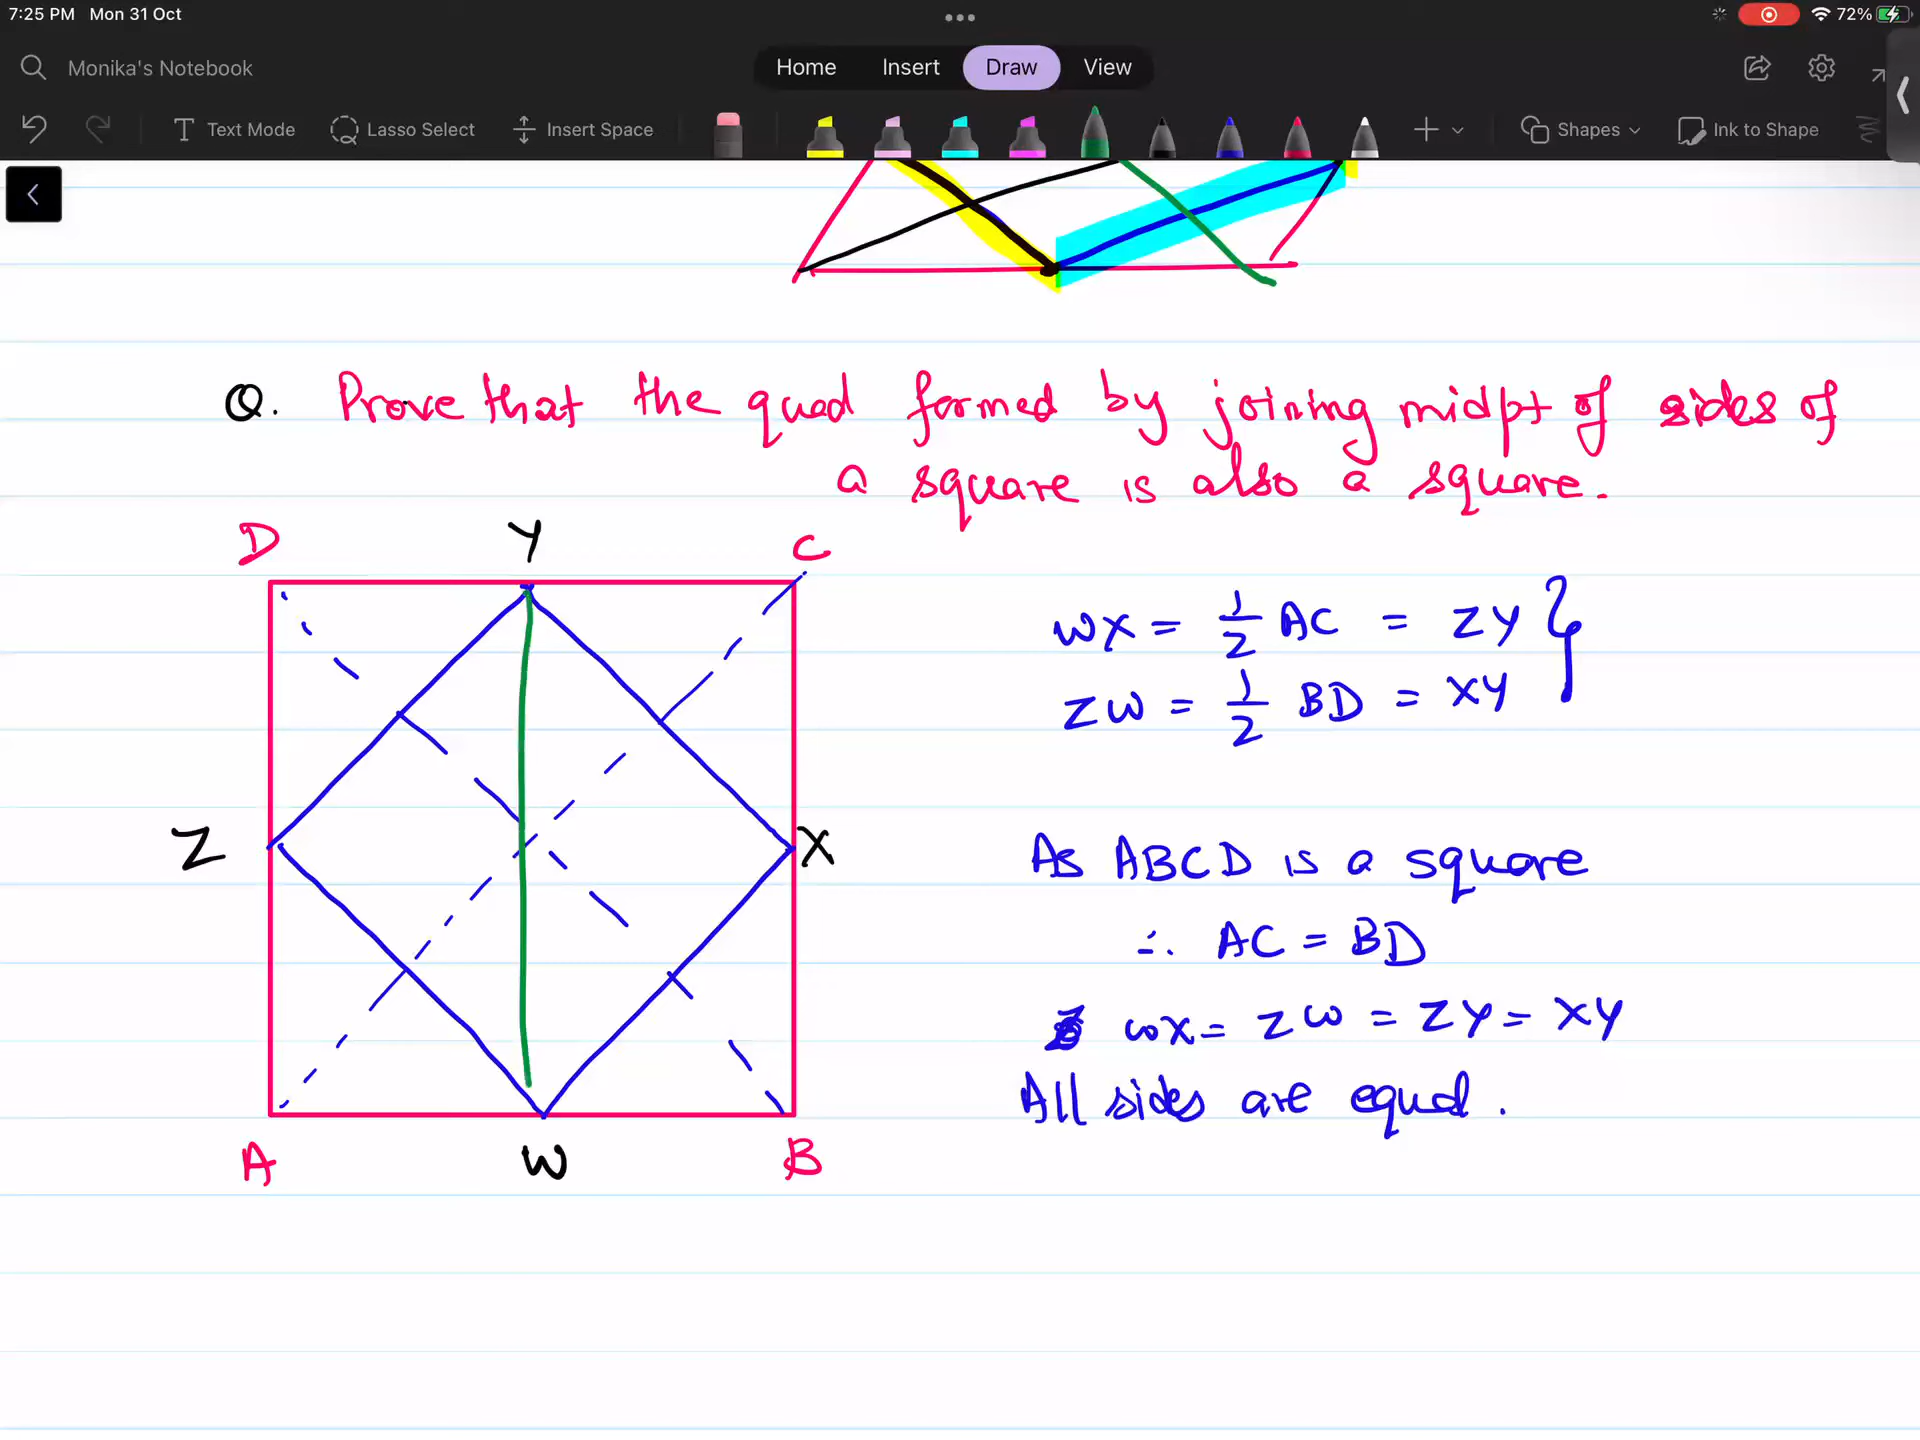 7:25 PM Mon 31 Oct
72%
Monika's Notebook
Home Insert Draw View
Text Mode Lasso Select Insert Space Shapes Ink to Shape
Q. Prove that the quad formed by joining midpt of sides of
a square is also a square.
D Y C
WX = 1/2 AC = ZY }
ZW = 1/2 BD = XY
Z X
As ABCD is a square
∴ AC = BD
WX = ZW = ZY = XY
All sides are equal.
A W B